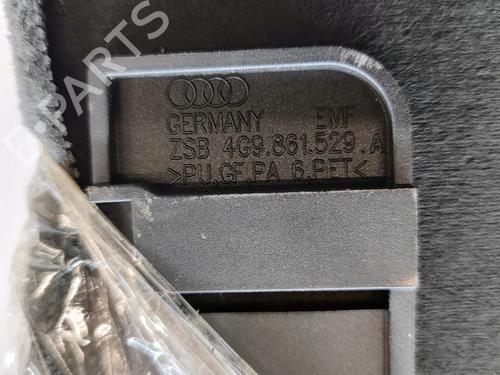 B-PARTS
GERMANY EMF
ZSB 4G9.861.529.A
>PU,GF,PA 6,PET<